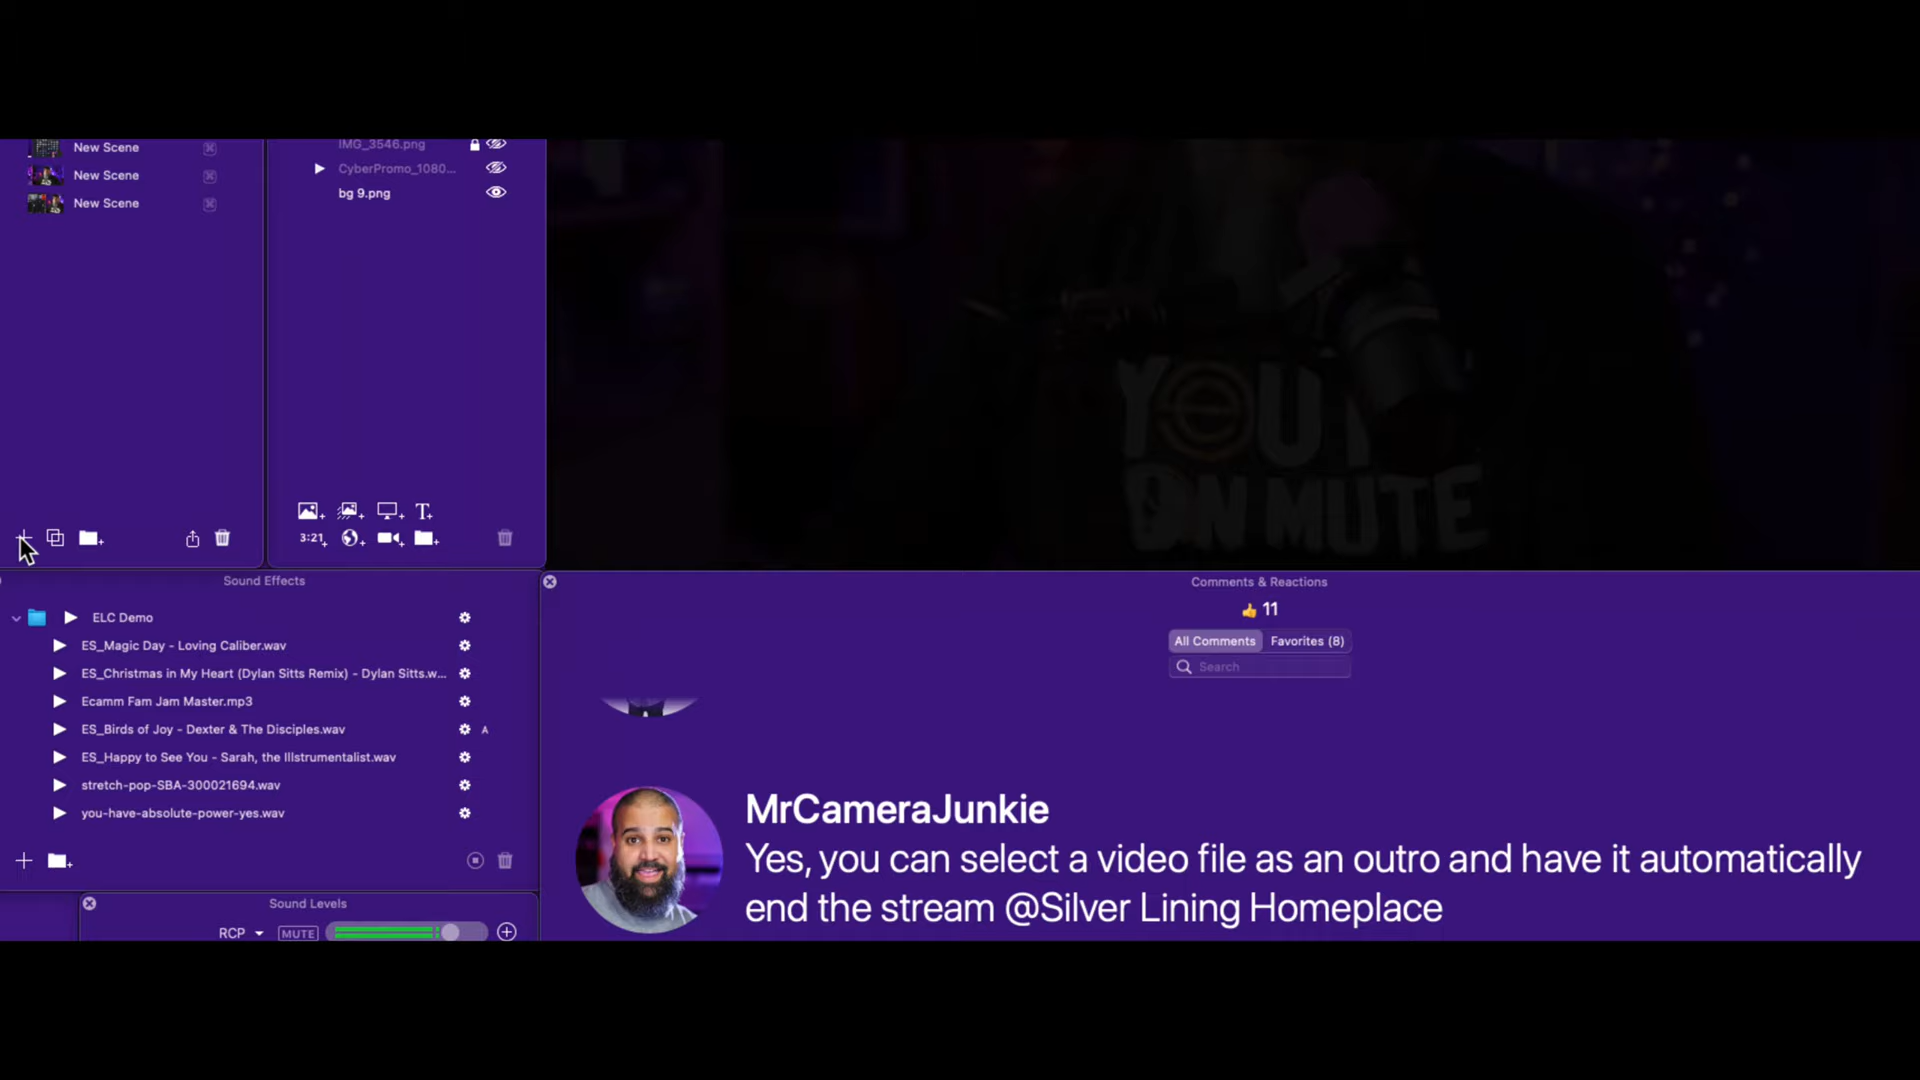 New Scene
New Scene
New Scene
IMG_3546.png
CyberPromo_1080...
bg 9.png
YOU'
ON MUTE
T+
3:21+
Sound Effects
ELC Demo
ES_Magic Day - Loving Caliber.wav
ES_Christmas in My Heart (Dylan Sitts Remix) - Dylan Sitts.w...
Ecamm Fam Jam Master.mp3
ES_Birds of Joy - Dexter & The Disciples.wav
A
ES_Happy to See You - Sarah, the Illstrumentalist.wav
stretch-pop-SBA-300021694.wav
you-have-absolute-power-yes.wav
Sound Levels
RCP
MUTE
Comments & Reactions
👍 11
All Comments Favorites (8)
Search
MrCameraJunkie
Yes, you can select a video file as an outro and have it automatically
end the stream @Silver Lining Homeplace